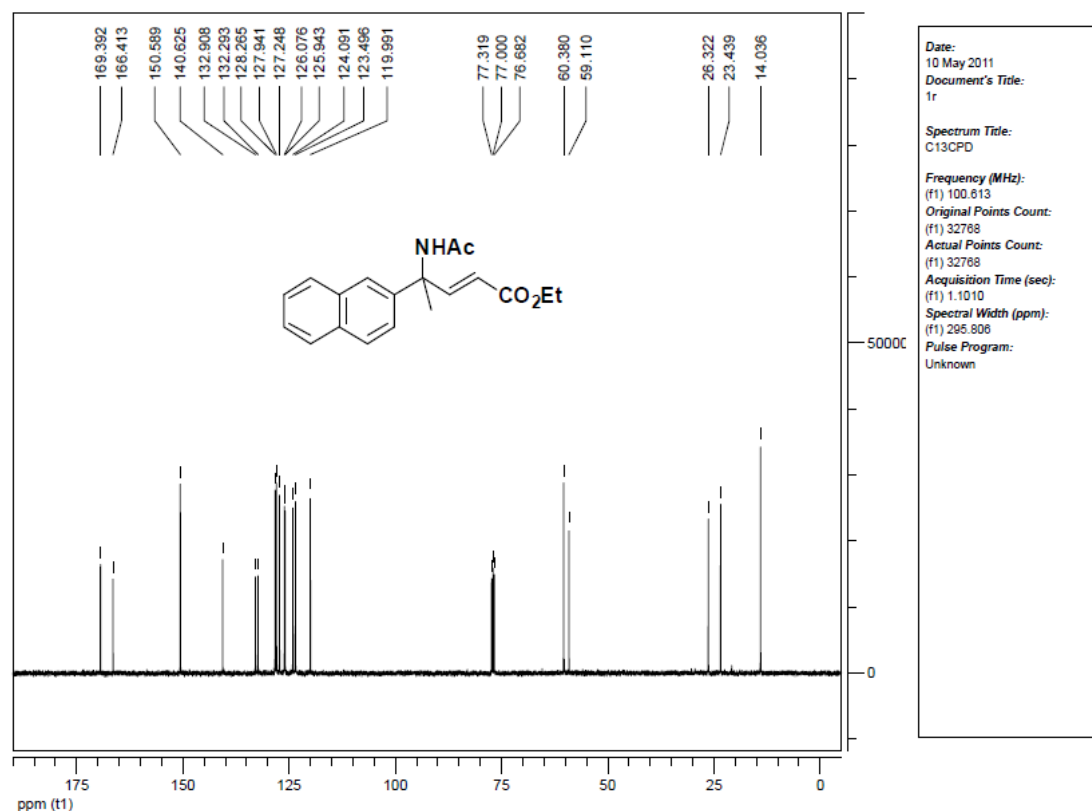 169.392
166.413
150.589
140.625
132.908
132.293
128.265
127.941
127.248
126.076
125.943
124.091
123.496
119.991
77.319
77.000
76.682
60.380
59.110
26.322
23.439
14.036
NHAc
CO2Et
50000
0
175
150
125
100
75
50
25
0
ppm (t1)
Date:
10 May 2011
Document's Title:
1r
Spectrum Title:
C13CPD
Frequency (MHz):
(f1) 100.613
Original Points Count:
(f1) 32768
Actual Points Count:
(f1) 32768
Acquisition Time (sec):
(f1) 1.1010
Spectral Width (ppm):
(f1) 295.806
Pulse Program:
Unknown